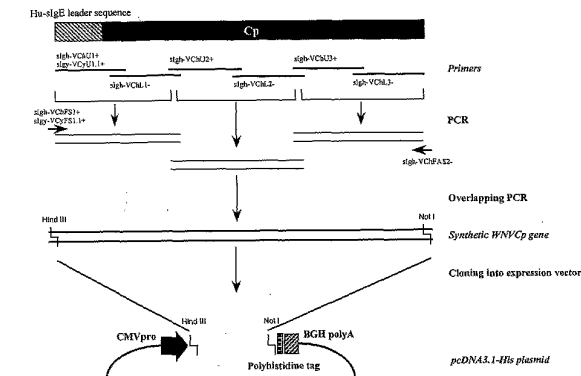 Hu-sIgE leader sequence
Cp
sIgh-VChU1+
sIgy-VCyU1.1+
sIgh-VChU2+
sIgh-VChU3+
Primers
sIgh-VChL1-
sIgh-VChL2-
sIgh-VChL3-
sIgh-VChFS3+
sIgy-VCyFS1.1+
PCR
sIgh-VChFAS2-
Overlapping PCR
Hind III
Not I
Synthetic WNVCp gene
Cloning into expression vector
Hind III
Not I
CMVpro
BGH polyA
Polyhistidine tag
pcDNA3.1-His plasmid